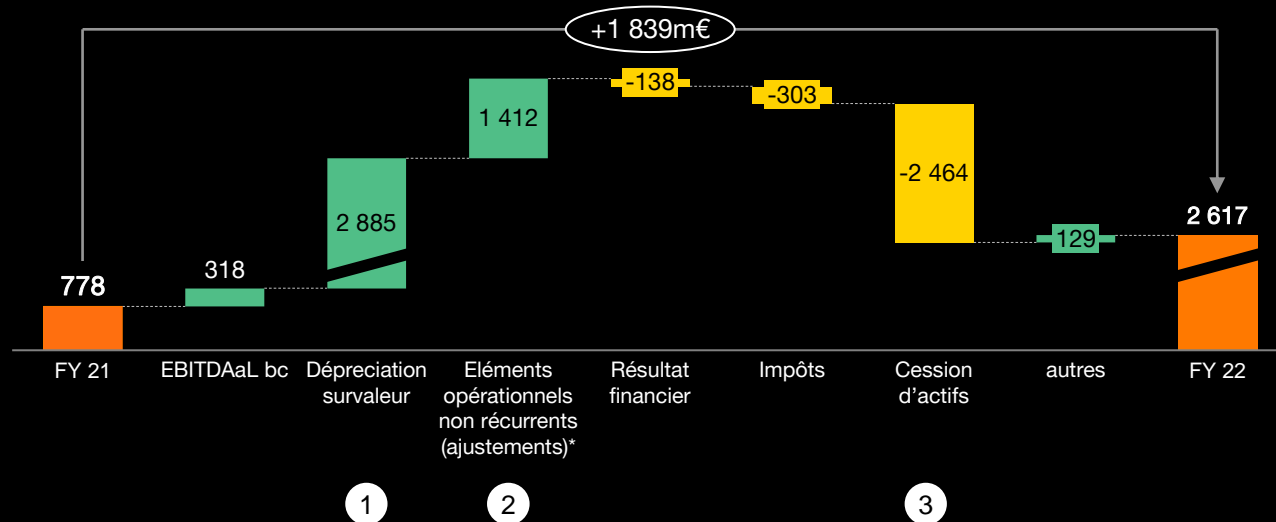 +1 839m€
778
318
2 885
1 412
-138
-303
-2 464
129
2 617
FY 21
EBITDAaL bc
Dépreciation
survaleur
Eléments
opérationnels
non récurrents
(ajustements)*
Résultat
financier
Impôts
Cession
d'actifs
autres
FY 22
1
2
3